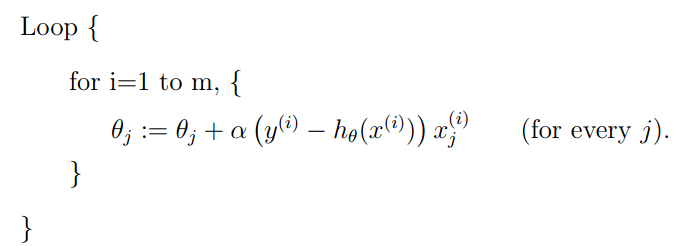 Loop {
for i=1 to m, {
θ_j := θ_j + α (y^{(i)} − h_θ(x^{(i)})) x_j^{(i)} (for every j).
}
}